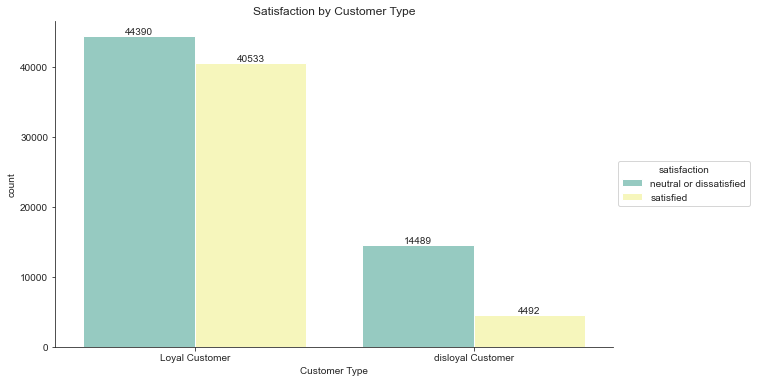 Satisfaction by Customer Type
44390
40533
14489
4492
40000
30000
20000
10000
0
count
Loyal Customer
disloyal Customer
Customer Type
satisfaction
neutral or dissatisfied
satisfied